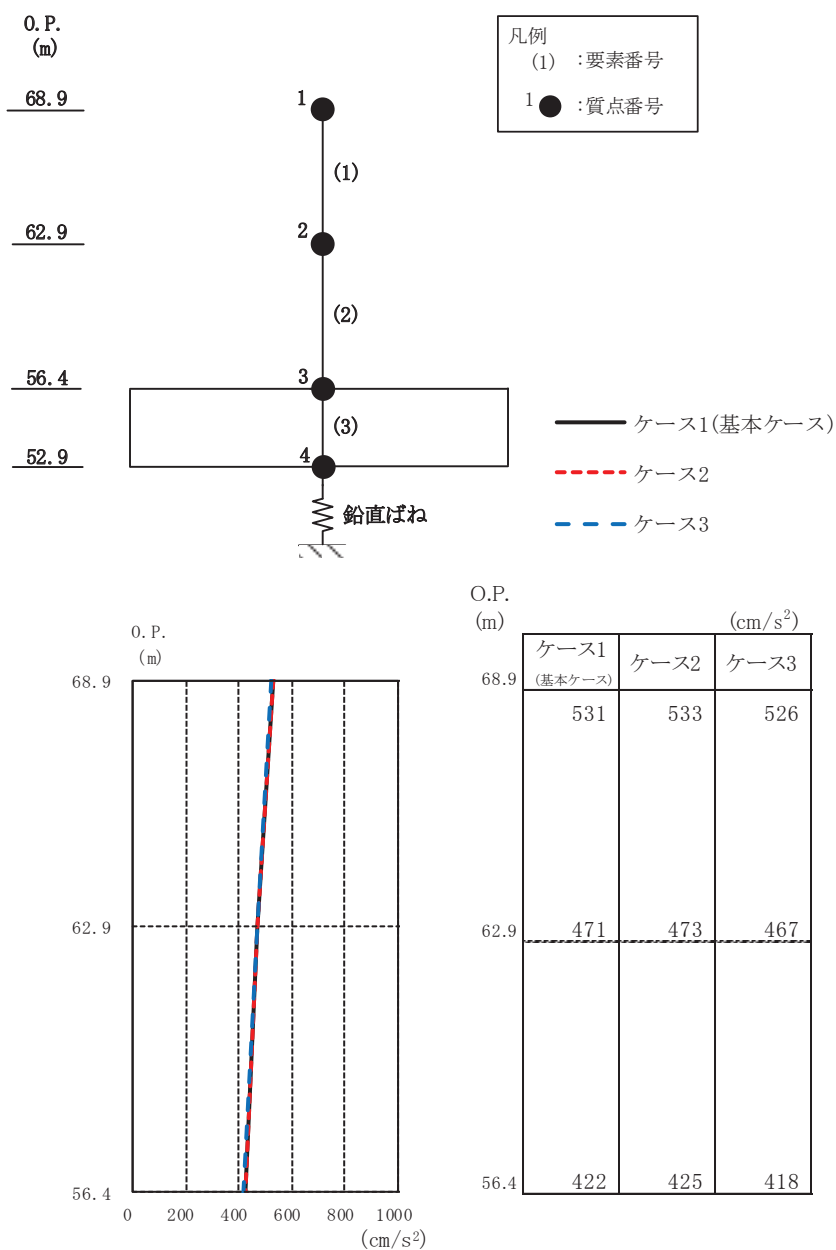 O.P.
(m)
凡例
(1) :要素番号
1 :質点番号
68.9
1
(1)
62.9
2
(2)
56.4
3
(3)
52.9
4
鉛直ばね
ケース1(基本ケース)
ケース2
ケース3
O.P.
(m)
68.9
62.9
56.4
0 200 400 600 800 1000
(cm/s²)
O.P.
(m) (cm/s²)
ケース1 ケース2 ケース3
(基本ケース)
68.9
531 533 526
62.9 471 473 467
56.4 422 425 418